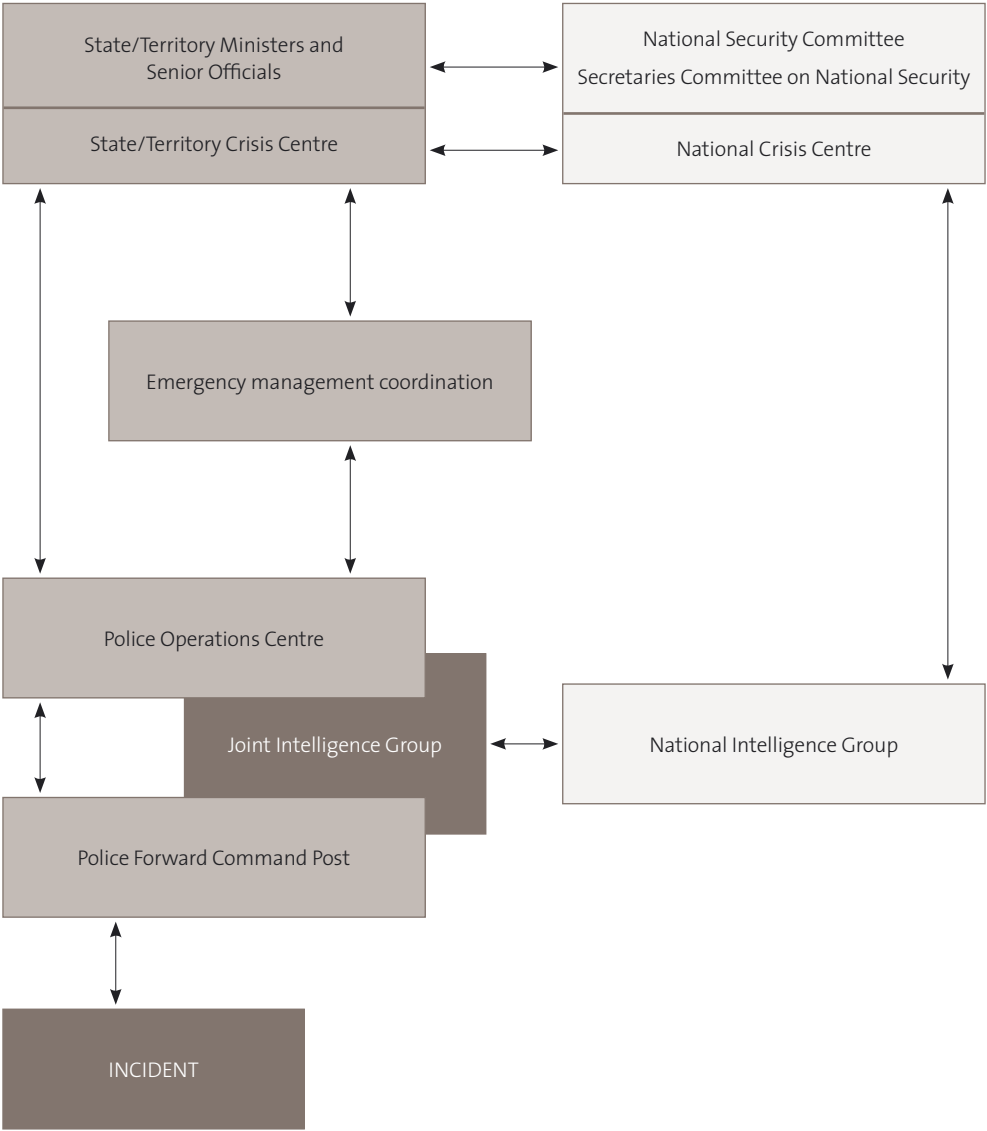 State/Territory Ministers and
Senior Officials
State/Territory Crisis Centre
National Security Committee
Secretaries Committee on National Security
National Crisis Centre
Emergency management coordination
Police Operations Centre
Joint Intelligence Group
National Intelligence Group
Police Forward Command Post
INCIDENT